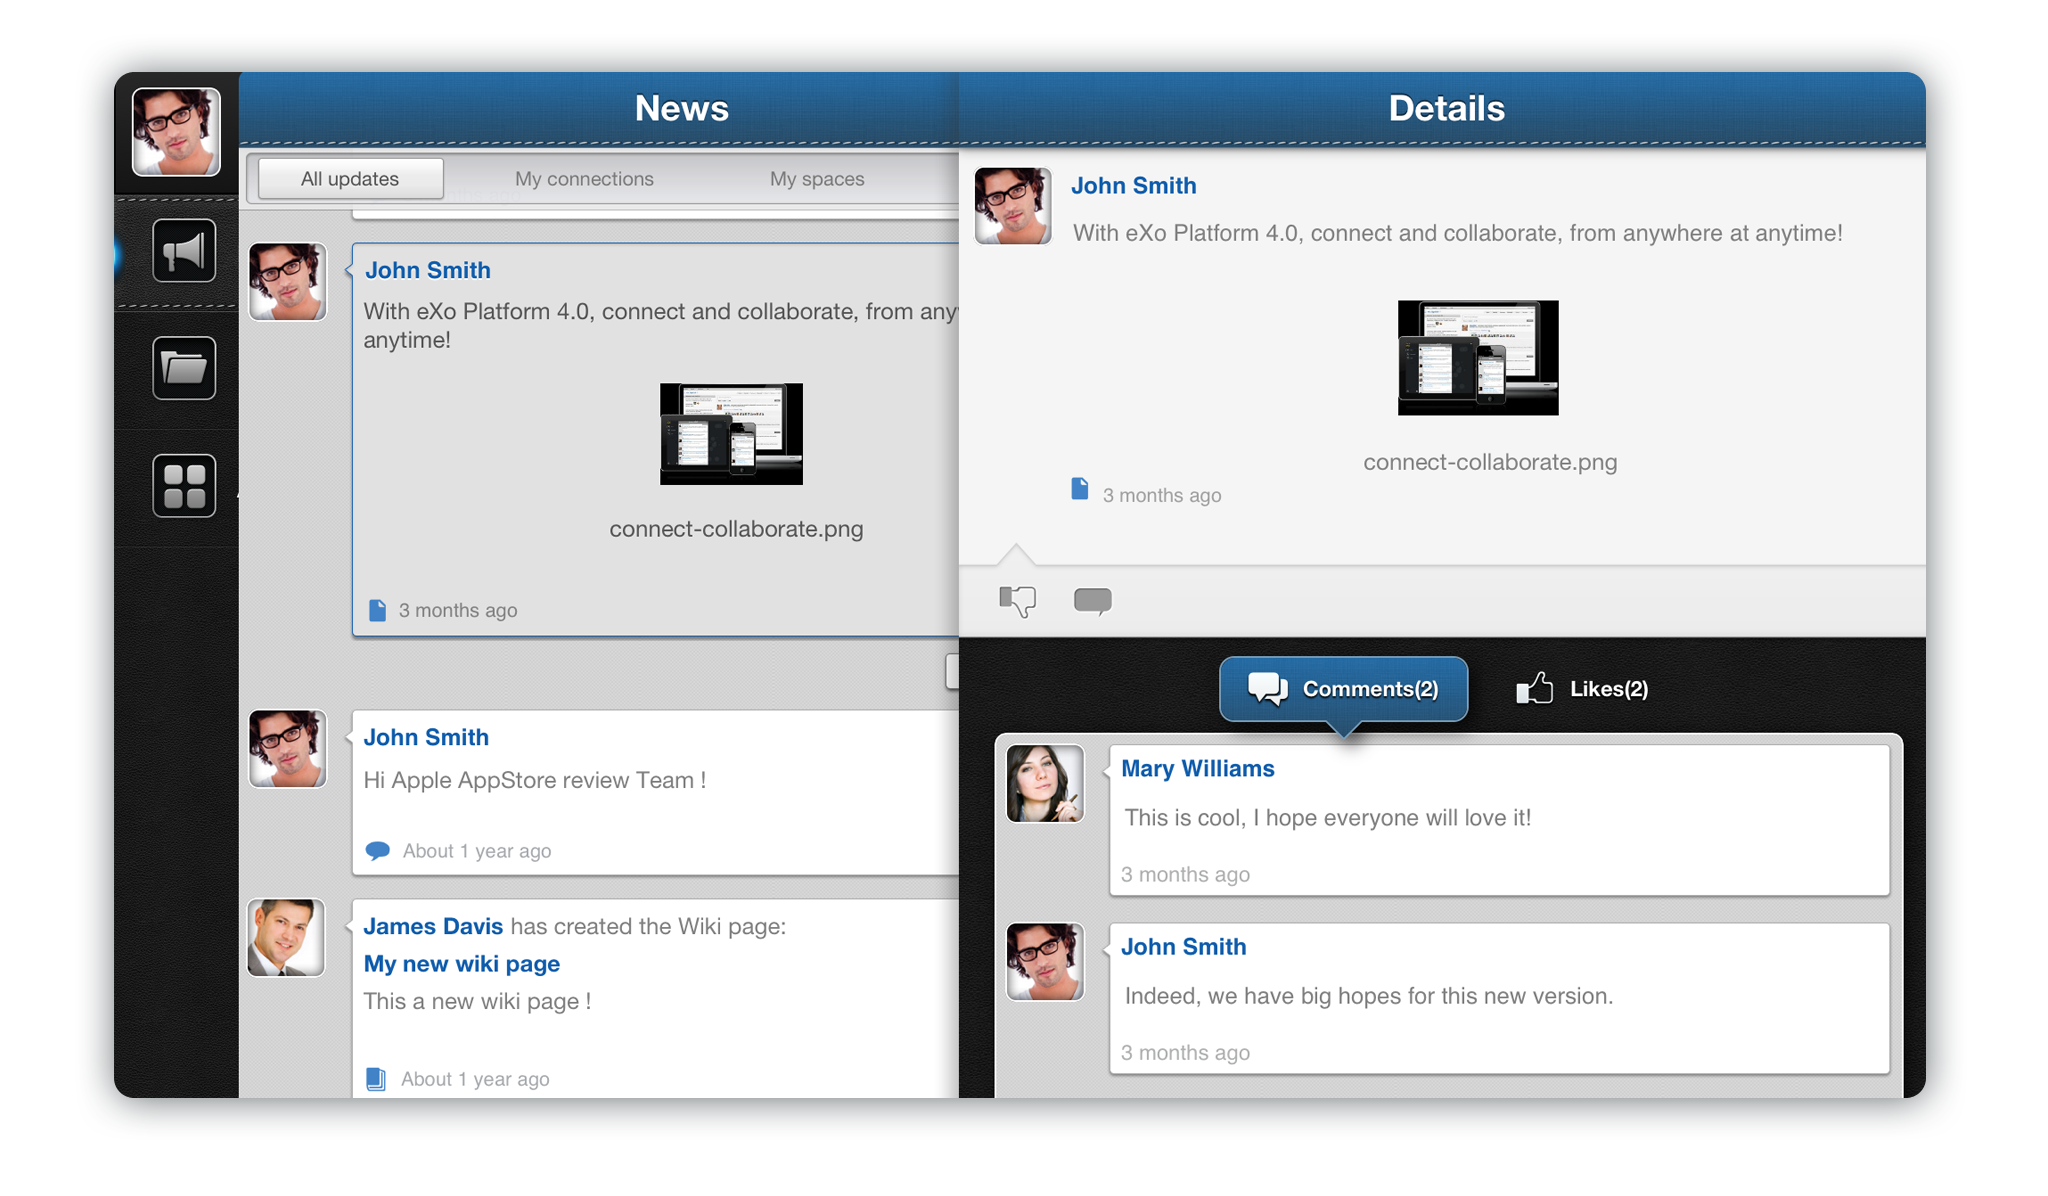 News
All updates
My connections
My spaces
John Smith
With eXo Platform 4.0, connect and collaborate, from any
anytime!
connect-collaborate.png
3 months ago
John Smith
Hi Apple AppStore review Team !
About 1 year ago
James Davis has created the Wiki page:
My new wiki page
This a new wiki page !
About 1 year ago
Details
John Smith
With eXo Platform 4.0, connect and collaborate, from anywhere at anytime!
connect-collaborate.png
3 months ago
Comments(2)
Likes(2)
Mary Williams
This is cool, I hope everyone will love it!
3 months ago
John Smith
Indeed, we have big hopes for this new version.
3 months ago